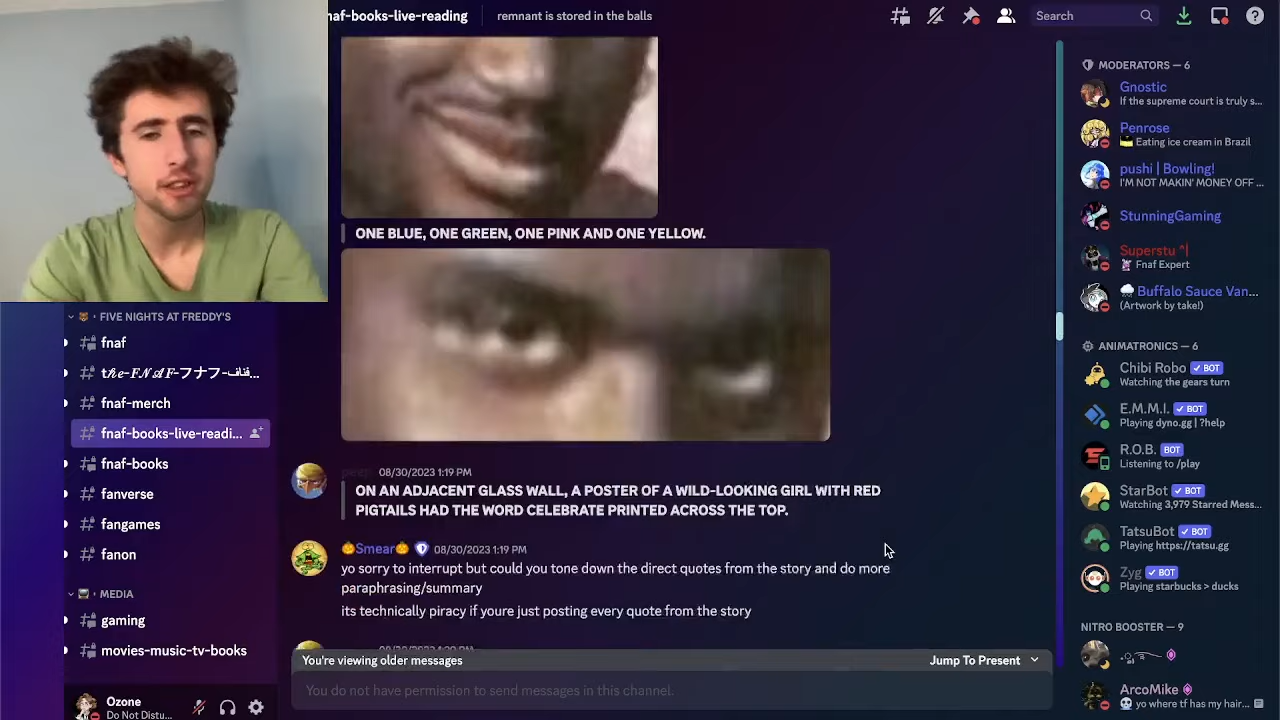 naf-books-live-reading
remnant is stored in the balls
Search
ONE BLUE, ONE GREEN, ONE PINK AND ONE YELLOW.
08/30/2023 1:19 PM
ON AN ADJACENT GLASS WALL, A POSTER OF A WILD-LOOKING GIRL WITH RED
PIGTAILS HAD THE WORD CELEBRATE PRINTED ACROSS THE TOP.
🎃Smear🎃 08/30/2023 1:19 PM
yo sorry to interrupt but could you tone down the direct quotes from the story and do more
paraphrasing/summary
its technically piracy if youre just posting every quote from the story
You're viewing older messages
Jump To Present
You do not have permission to send messages in this channel.
FIVE NIGHTS AT FREDDY'S
fnaf
fnaf-merch
fnaf-books-live-readi...
fnaf-books
fanverse
fangames
fanon
MEDIA
gaming
movies-music-tv-books
Ozone
Do Not Distu...
MODERATORS — 6
Gnostic
If the supreme court is truly s...
Penrose
Eating ice cream in Brazil
pushi | Bowling!
I'M NOT MAKIN' MONEY OFF ...
StunningGaming
Superstu ^|
Fnaf Expert
Buffalo Sauce Van...
(Artwork by take!)
ANIMATRONICS — 6
Chibi Robo ✓ BOT
Watching the gears turn
E.M.M.I. ✓ BOT
Playing dyno.gg | ?help
R.O.B. BOT
Listening to /play
StarBot ✓ BOT
Watching 3,979 Starred Mess...
TatsuBot ✓ BOT
Playing https://tatsu.gg
Zyg ✓ BOT
Playing starbucks > ducks
NITRO BOOSTER — 9
ArcoMike
💀 yo where tf has my hair...